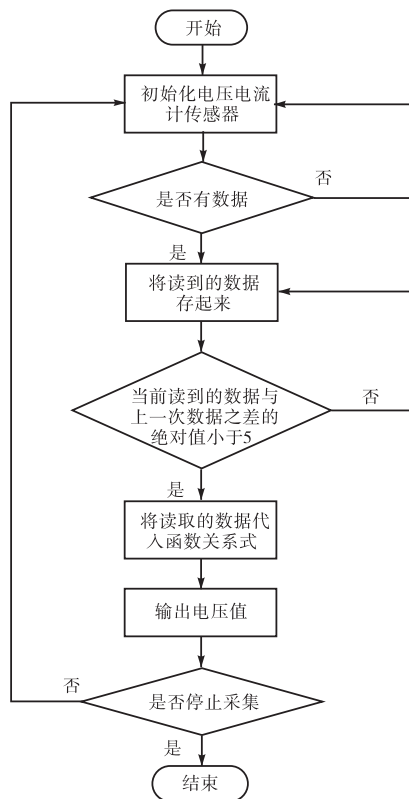 开始
初始化电压电流
计传感器
否
是否有数据
是
将读到的数据
存起来
当前读到的数据与
上一次数据之差的
绝对值小于5
否
是
将读取的数据代
入函数关系式
输出电压值
否
是否停止采集
是
结束